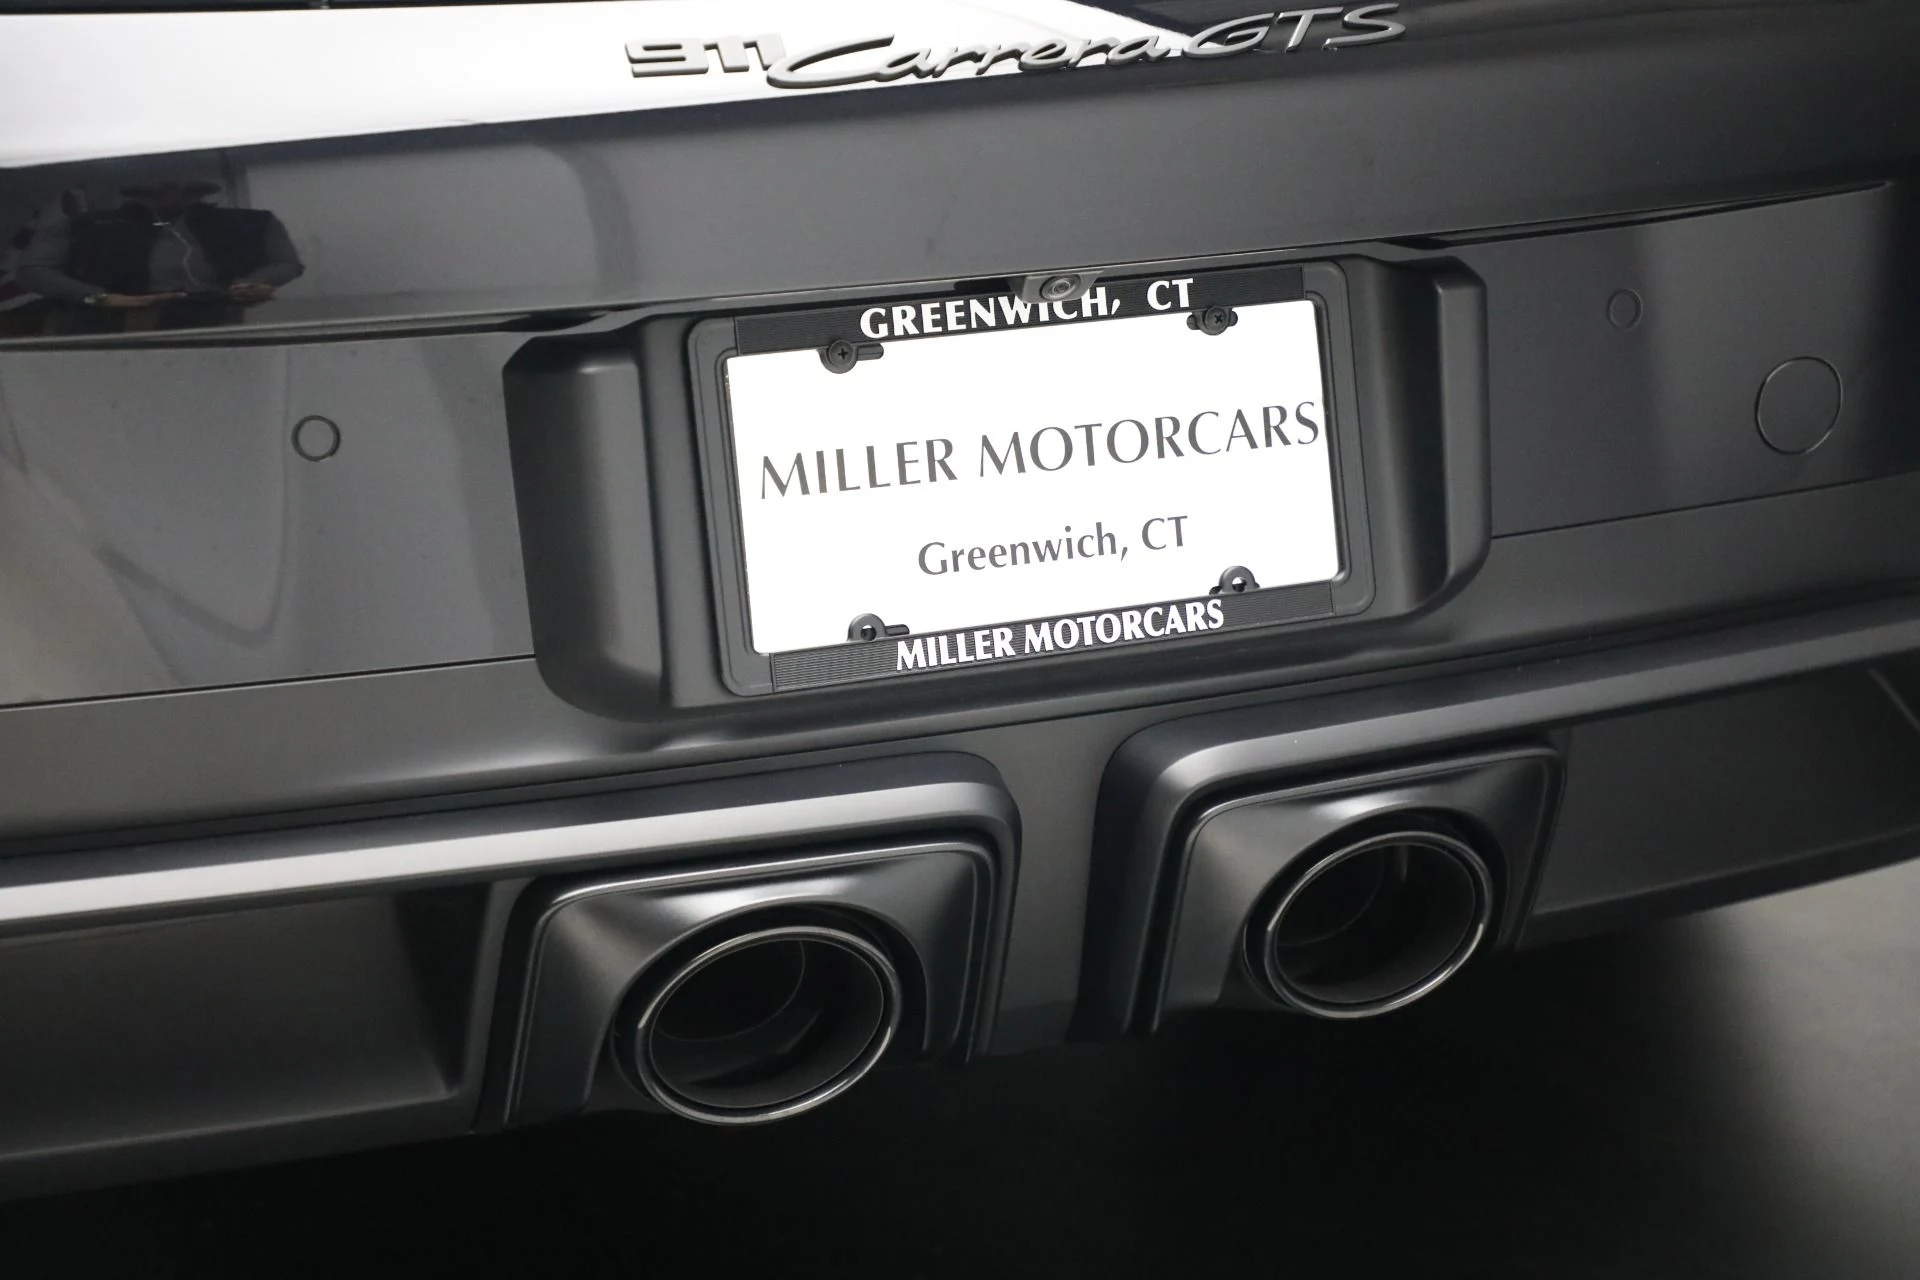 911 Carrera GTS
GREENWICH, CT
MILLER MOTORCARS
Greenwich, CT
MILLER MOTORCARS